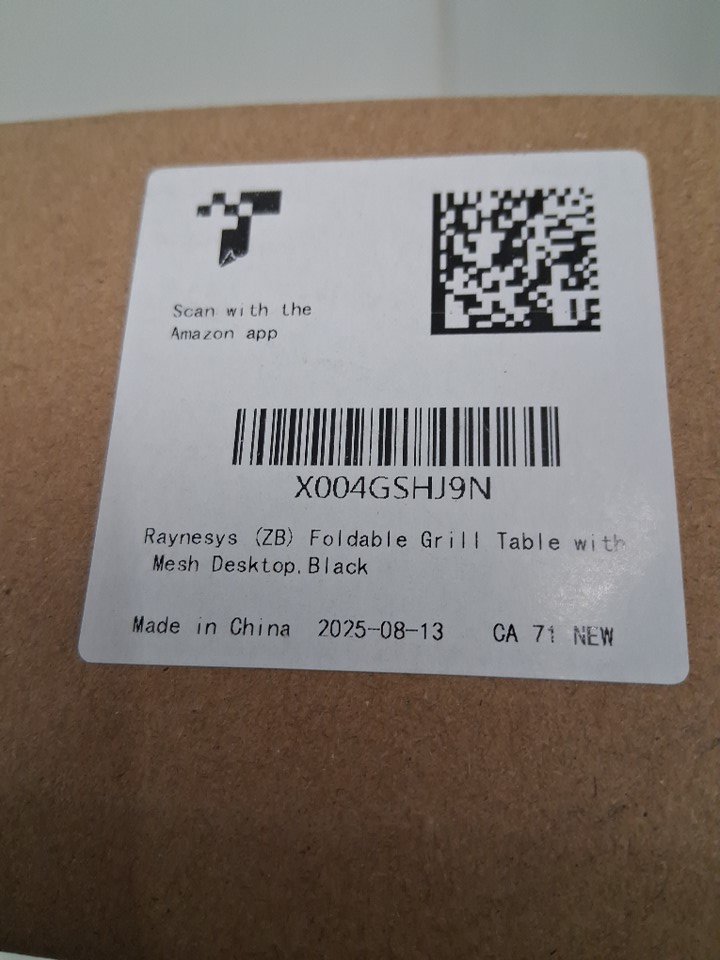 Scan with the
Amazon app
X004GSHJ9N
Raynesys (ZB) Foldable Grill Table with
Mesh Desktop,Black
Made in China 2025-08-13 CA 71 NEW